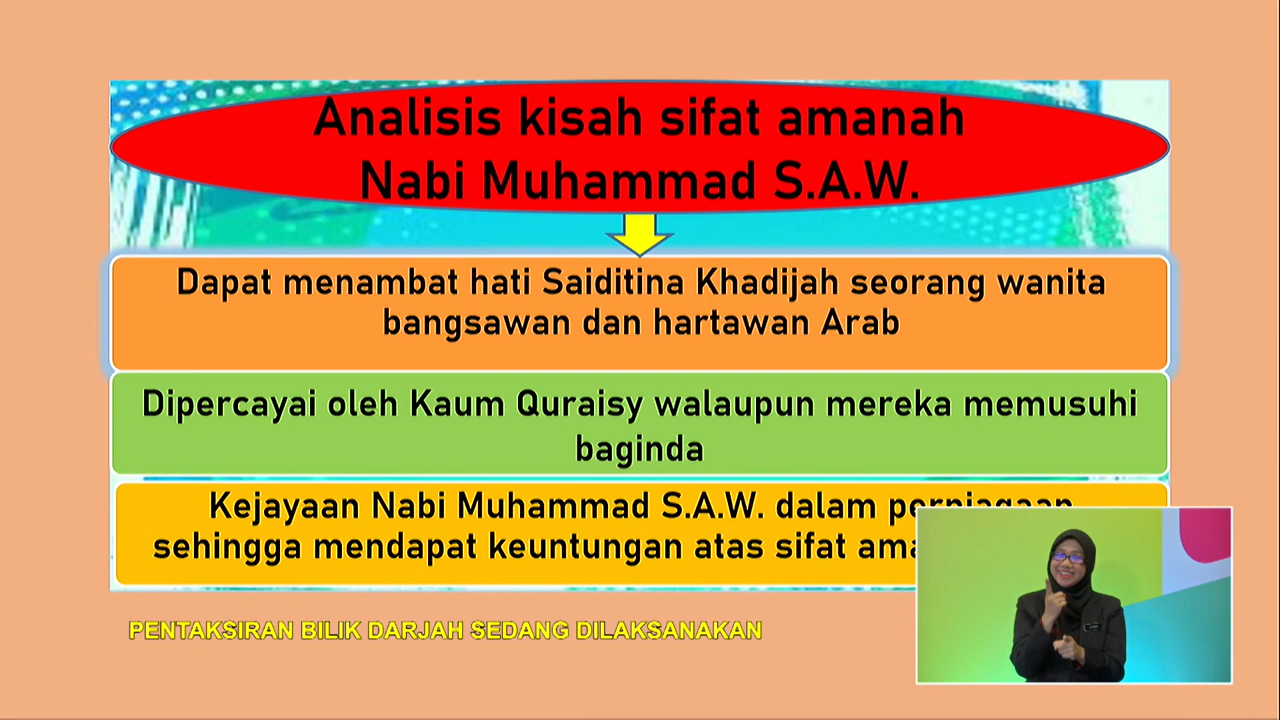 Analisis kisah sifat amanah
Nabi Muhammad S.A.W.
Dapat menambat hati Saiditina Khadijah seorang wanita
bangsawan dan hartawan Arab
Dipercayai oleh Kaum Quraisy walaupun mereka memusuhi
baginda
Kejayaan Nabi Muhammad S.A.W. dalam perniagaan
sehingga mendapat keuntungan atas sifat
PENTAKSIRAN BILIK DARJAH SEDANG DILAKSANAKAN